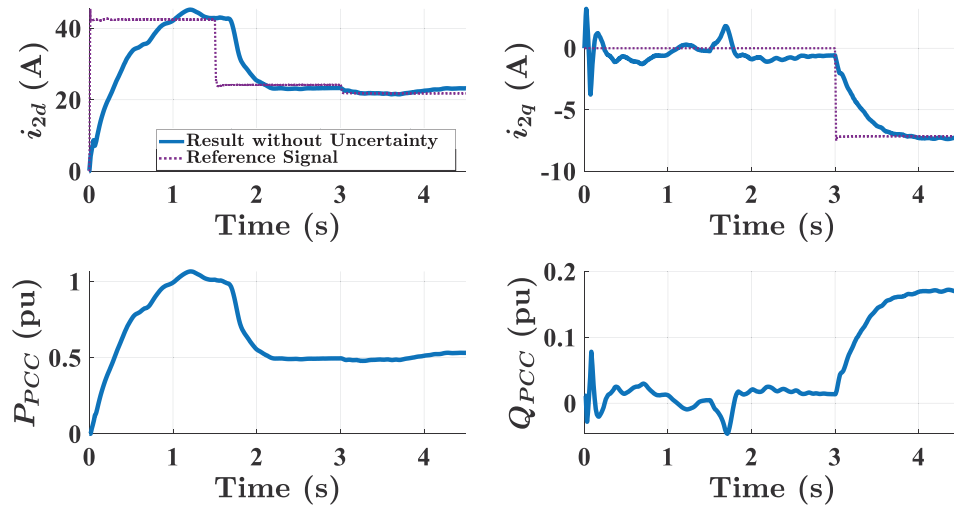 i2d (A)
40
20
0
Result without Uncertainty
Reference Signal
0 1 2 3 4
Time (s)
i2q (A)
0
-5
-10
0 1 2 3 4
Time (s)
PPCC (pu)
1
0.5
0
0 1 2 3 4
Time (s)
QPCC (pu)
0.2
0.1
0
0 1 2 3 4
Time (s)